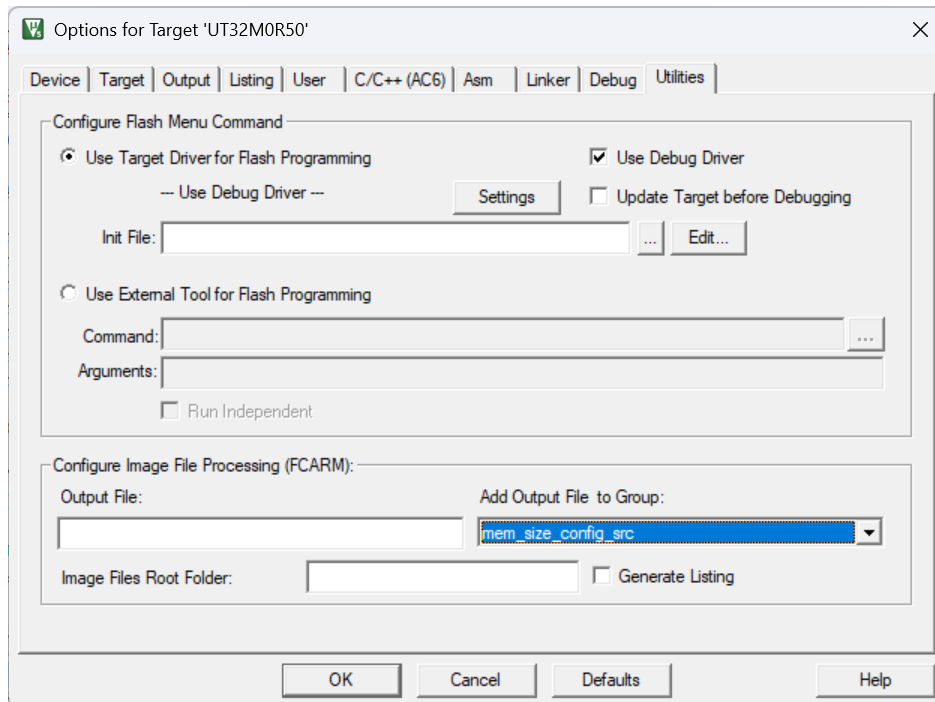 Options for Target 'UT32M0R50'
Device Target Output Listing User C/C++ (AC6) Asm Linker Debug Utilities
Configure Flash Menu Command
Use Target Driver for Flash Programming
Use Debug Driver
--- Use Debug Driver ---
Settings
Update Target before Debugging
Init File:
...
Edit...
Use External Tool for Flash Programming
Command:
...
Arguments:
Run Independent
Configure Image File Processing (FCARM):
Output File:
Add Output File to Group:
mem_size_config_src
Image Files Root Folder:
Generate Listing
OK Cancel Defaults Help